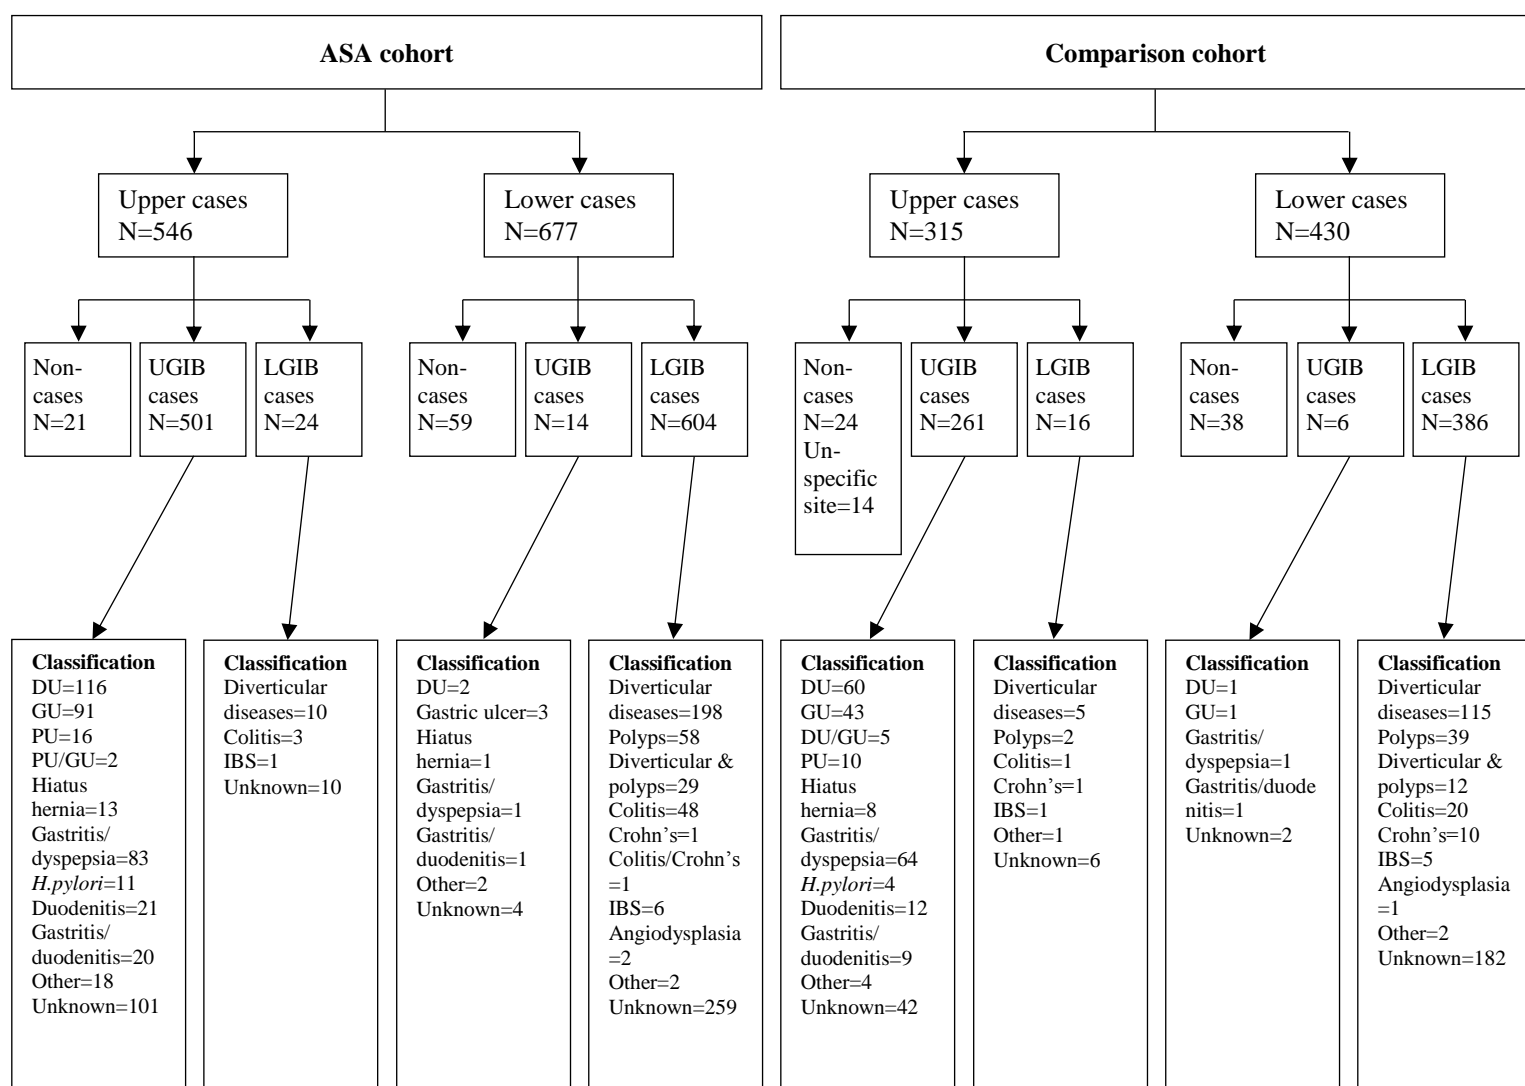 ASA cohort
Comparison cohort
Upper cases
N=546
Lower cases
N=677
Upper cases
N=315
Lower cases
N=430
Non-
cases
N=21
UGIB
cases
N=501
LGIB
cases
N=24
Non-
cases
N=59
UGIB
cases
N=14
LGIB
cases
N=604
Non-
cases
N=24
Un-
specific
site=14
UGIB
cases
N=261
LGIB
cases
N=16
Non-
cases
N=38
UGIB
cases
N=6
LGIB
cases
N=386
Classification
DU=116
GU=91
PU=16
PU/GU=2
Hiatus
hernia=13
Gastritis/
dyspepsia=83
H.pylori=11
Duodenitis=21
Gastritis/
duodenitis=20
Other=18
Unknown=101
Classification
Diverticular
diseases=10
Colitis=3
IBS=1
Unknown=10
Classification
DU=2
Gastric ulcer=3
Hiatus
hernia=1
Gastritis/
dyspepsia=1
Gastritis/
duodenitis=1
Other=2
Unknown=4
Classification
Diverticular
diseases=198
Polyps=58
Diverticular &
polyps=29
Colitis=48
Crohn's=1
Colitis/Crohn's
=1
IBS=6
Angiodysplasia
=2
Other=2
Unknown=259
Classification
DU=60
GU=43
DU/GU=5
PU=10
Hiatus
hernia=8
Gastritis/
dyspepsia=64
H.pylori=4
Duodenitis=12
Gastritis/
duodenitis=9
Other=4
Unknown=42
Classification
Diverticular
diseases=5
Polyps=2
Colitis=1
Crohn's=1
IBS=1
Other=1
Unknown=6
Classification
DU=1
GU=1
Gastritis/
dyspepsia=1
Gastritis/duode
nitis=1
Unknown=2
Classification
Diverticular
diseases=115
Polyps=39
Diverticular &
polyps=12
Colitis=20
Crohn's=10
IBS=5
Angiodysplasia
=1
Other=2
Unknown=182